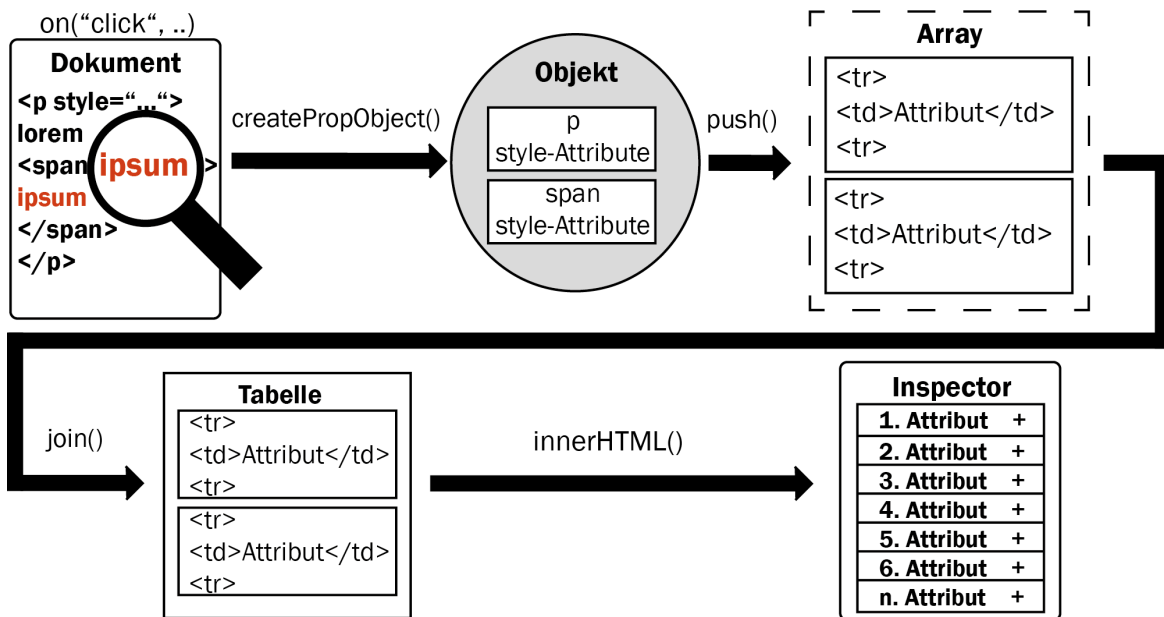 on(“click“, ..)
Dokument
<p style=“...“>
lorem
<span ipsum >
ipsum
</span>
</p>
createPropObject()
Objekt
p
style-Attribute
span
style-Attribute
push()
Array
<tr>
<td>Attribut</td>
<tr>
<tr>
<td>Attribut</td>
<tr>
join()
Tabelle
<tr>
<td>Attribut</td>
<tr>
<tr>
<td>Attribut</td>
<tr>
innerHTML()
Inspector
1. Attribut +
2. Attribut +
3. Attribut +
4. Attribut +
5. Attribut +
6. Attribut +
n. Attribut +